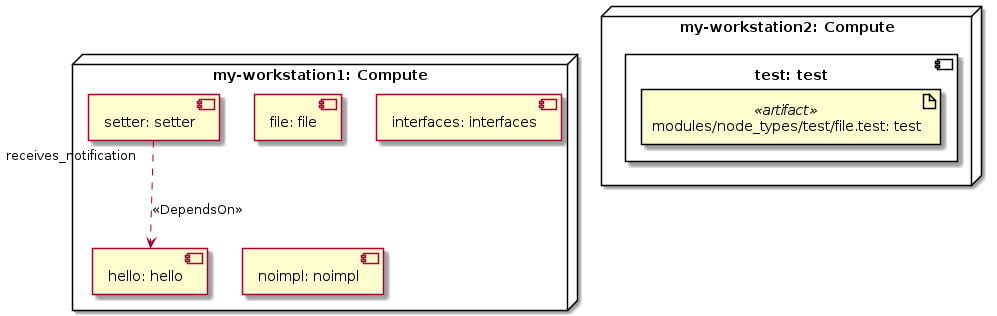 my-workstation2: Compute
my-workstation1: Compute
test: test
setter: setter
file: file
interfaces: interfaces
«artifact»
modules/node_types/test/file.test: test
receives_notification
«DependsOn»
hello: hello
noimpl: noimpl